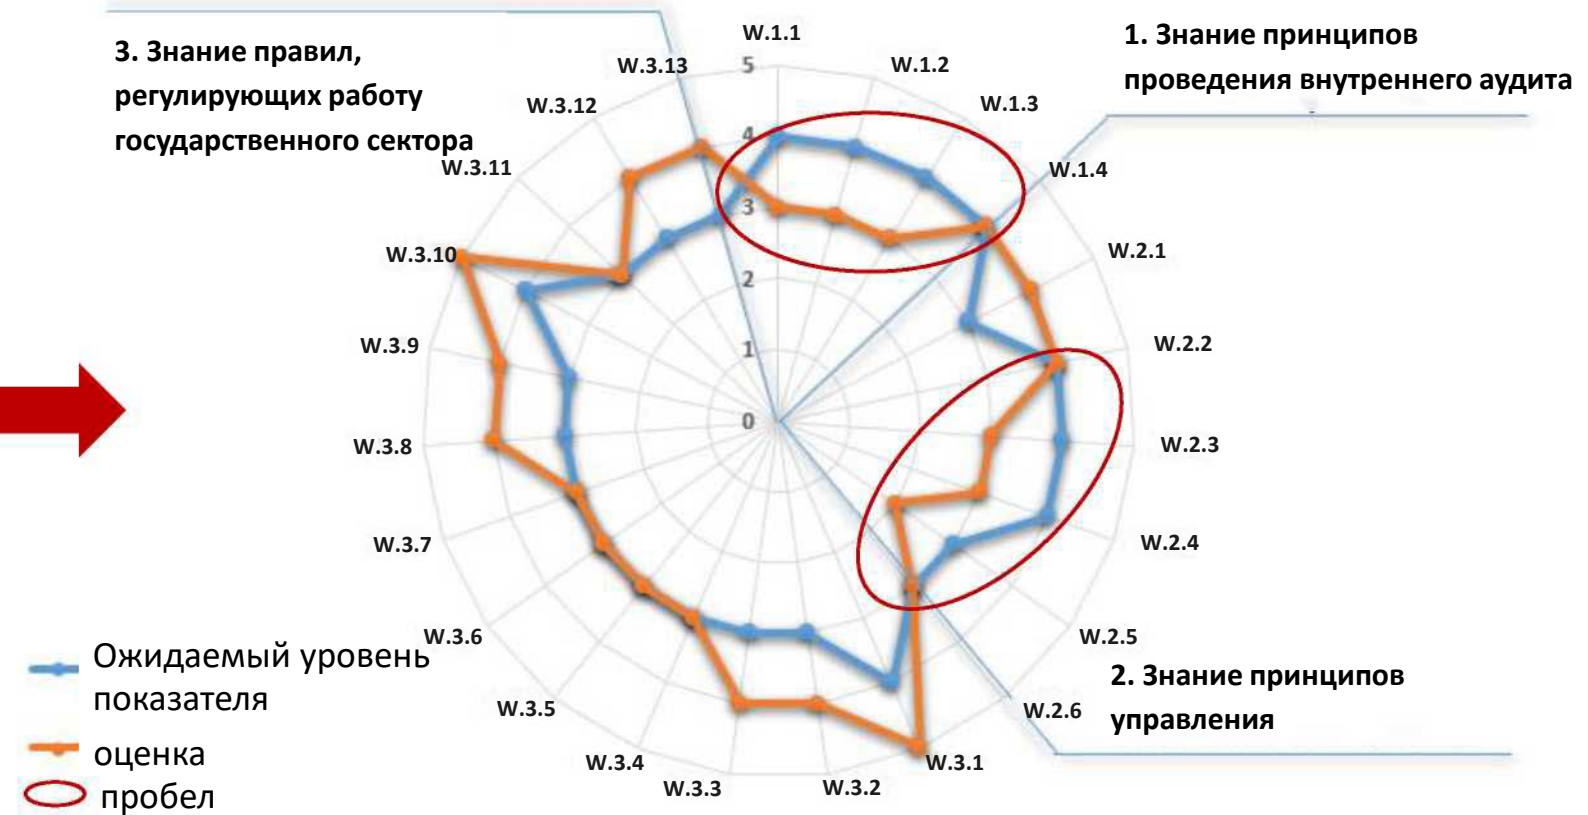 3. Знание правил,
регулирующих работу
государственного сектора
1. Знание принципов
проведения внутреннего аудита
W.1.1
W.1.2
W.1.3
W.1.4
W.2.1
W.2.2
W.2.3
W.2.4
W.2.5
W.2.6
W.3.1
W.3.2
W.3.3
W.3.4
W.3.5
W.3.6
W.3.7
W.3.8
W.3.9
W.3.10
W.3.11
W.3.12
W.3.13
5
4
3
2
1
0
2. Знание принципов
управления
Ожидаемый уровень
показателя
оценка
пробел